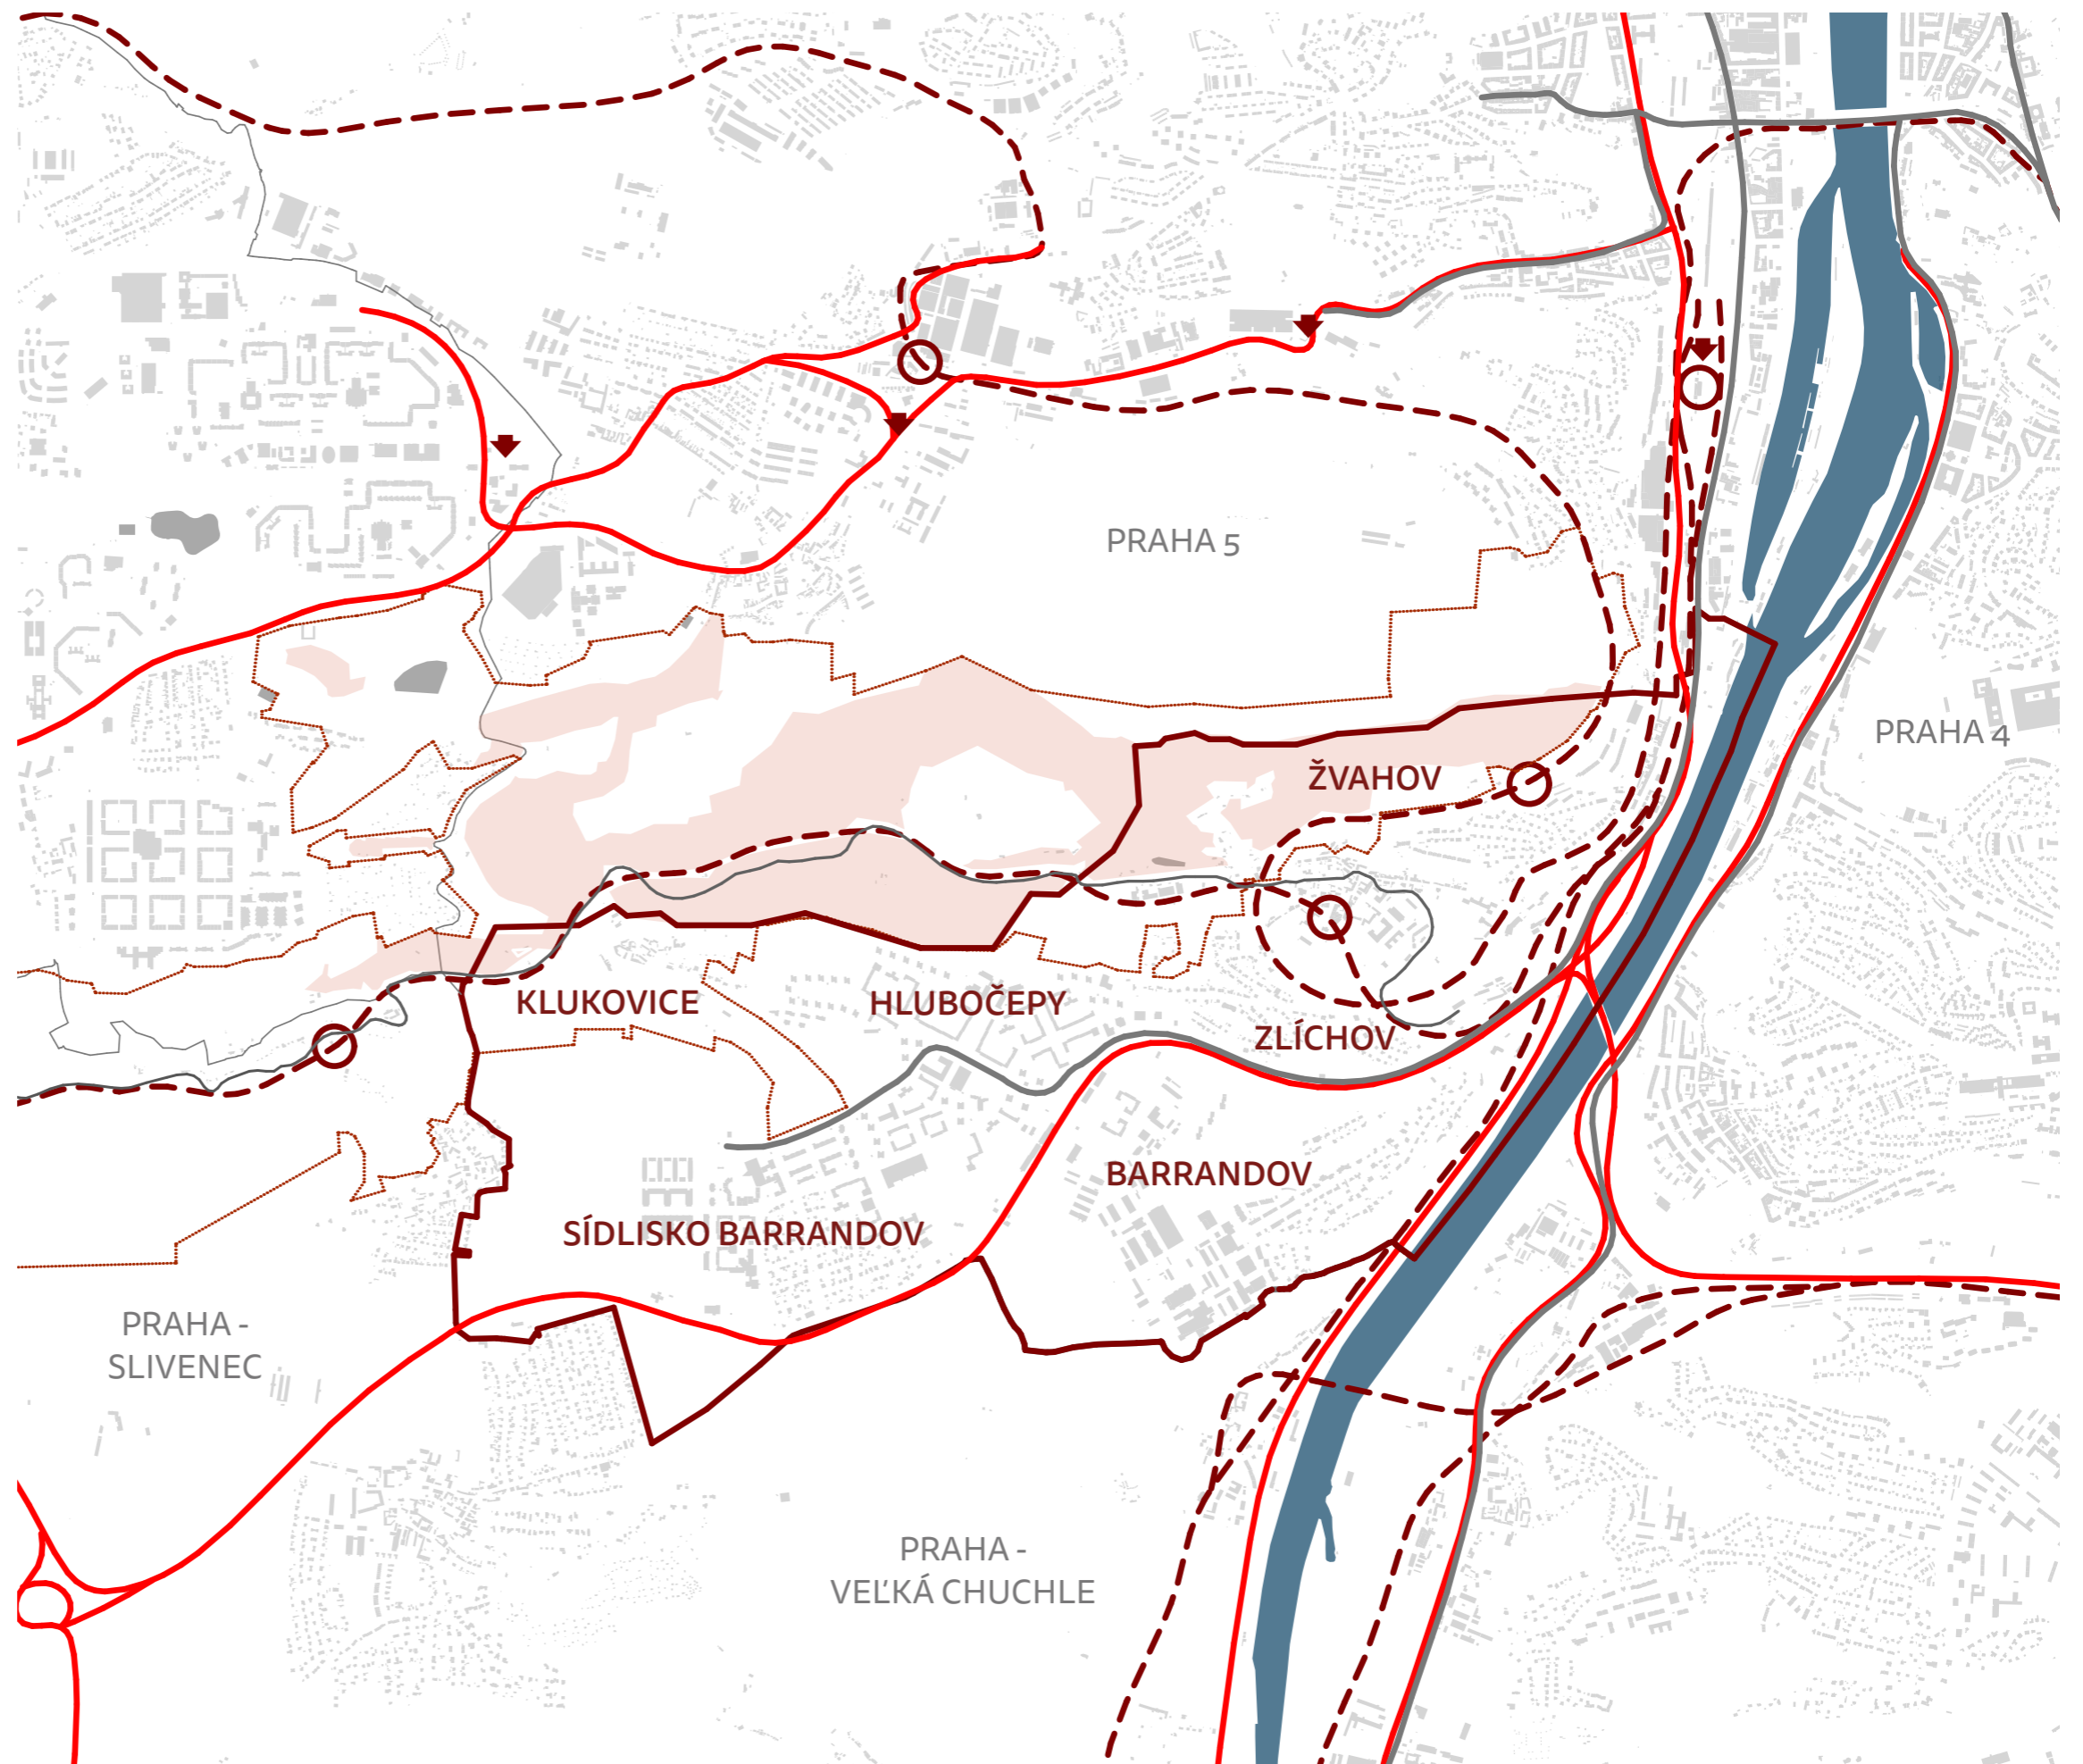 PRAHA 5
PRAHA 4
ŽVAHOV
KLUKOVICE
HLUBOČEPY
ZLÍCHOV
BARRANDOV
SÍDLISKO BARRANDOV
PRAHA -
SLIVENEC
PRAHA -
VEĽKÁ CHUCHLE